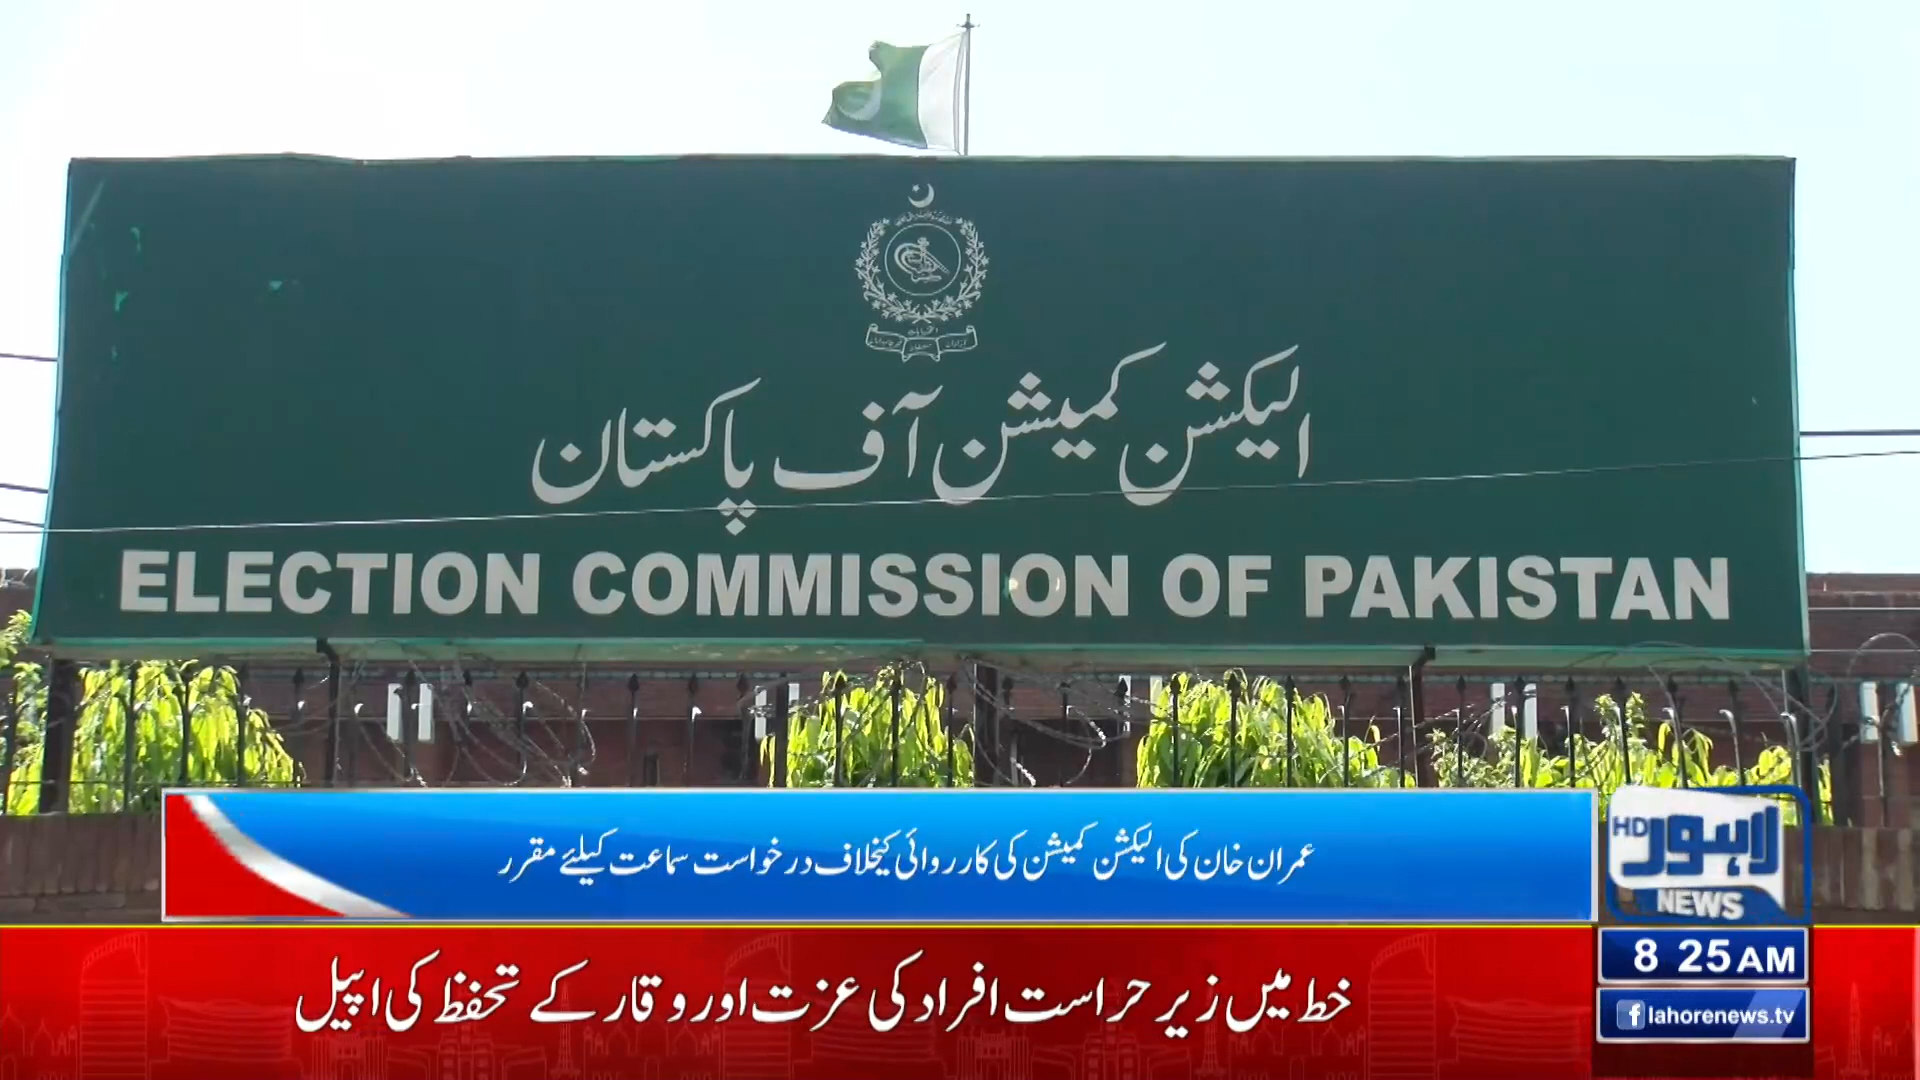 الیکشن کمیشن آف پاکستان
ELECTION COMMISSION OF PAKISTAN
عمران خان کی الیکشن کمیشن کی کارروائی کیخلاف درخواست سماعت کیلئے مقرر
HD لاہور
NEWS
خط میں زیر حراست افراد کی عزت اور وقار کے تحفظ کی اپیل
8 25 AM
lahorenews.tv